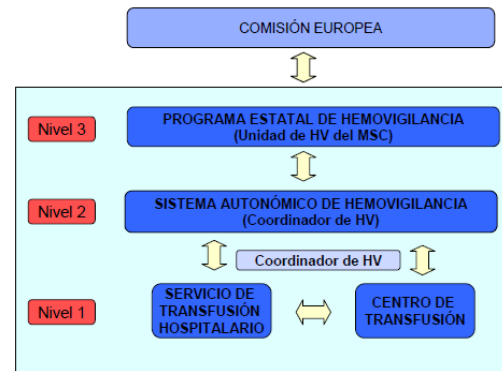 COMISIÓN EUROPEA
Nivel 3
PROGRAMA ESTATAL DE HEMOVIGILANCIA
(Unidad de HV del MSC)
Nivel 2
SISTEMA AUTONÓMICO DE HEMOVIGILANCIA
(Coordinador de HV)
Coordinador de HV
Nivel 1
SERVICIO DE
TRANSFUSIÓN
HOSPITALARIO
CENTRO DE
TRANSFUSIÓN